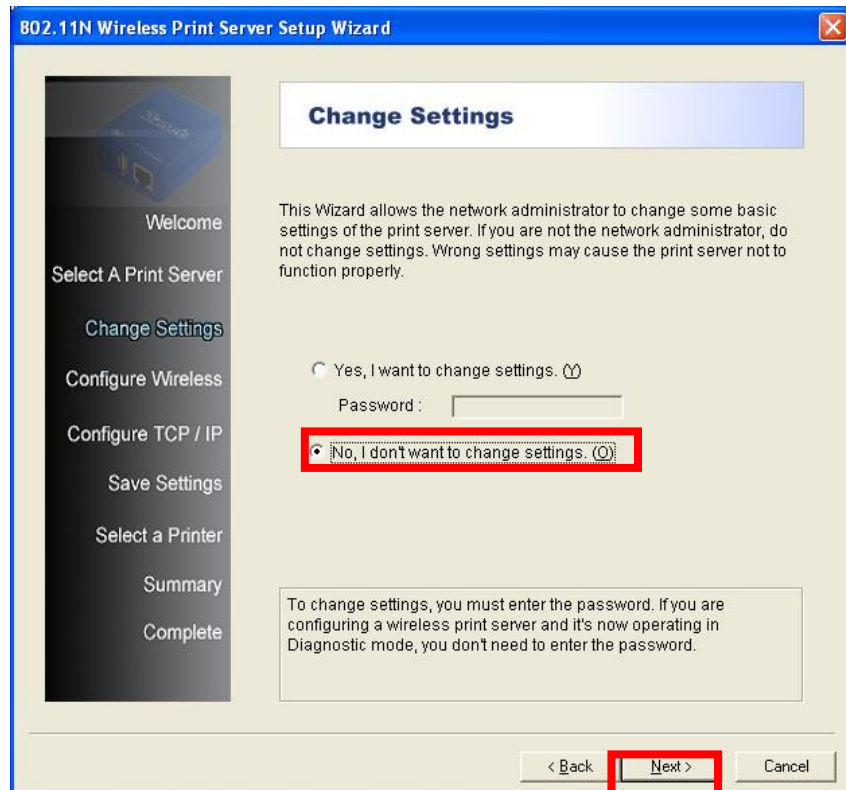 802.11N Wireless Print Server Setup Wizard
Change Settings
Welcome
Select A Print Server
Change Settings
Configure Wireless
Configure TCP / IP
Save Settings
Select a Printer
Summary
Complete
This Wizard allows the network administrator to change some basic
settings of the print server. If you are not the network administrator, do
not change settings. Wrong settings may cause the print server not to
function properly.
Yes, I want to change settings. (Y)
Password :
No, I don't want to change settings. (O)
To change settings, you must enter the password. If you are
configuring a wireless print server and it's now operating in
Diagnostic mode, you don't need to enter the password.
< Back
Next >
Cancel